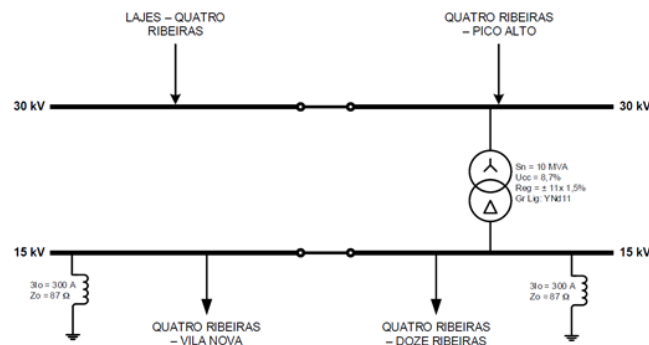 LAJES – QUATRO
RIBEIRAS
QUATRO RIBEIRAS
– PICO ALTO
30 kV
30 kV
Sn = 10 MVA
Ucc = 8,7%
Reg = ± 11x 1,5%
Gr Lig: YNd11
15 kV
15 kV
3Io = 300 A
Zo = 87 Ω
3Io = 300 A
Zo = 87 Ω
QUATRO RIBEIRAS
– VILA NOVA
QUATRO RIBEIRAS
– DOZE RIBEIRAS